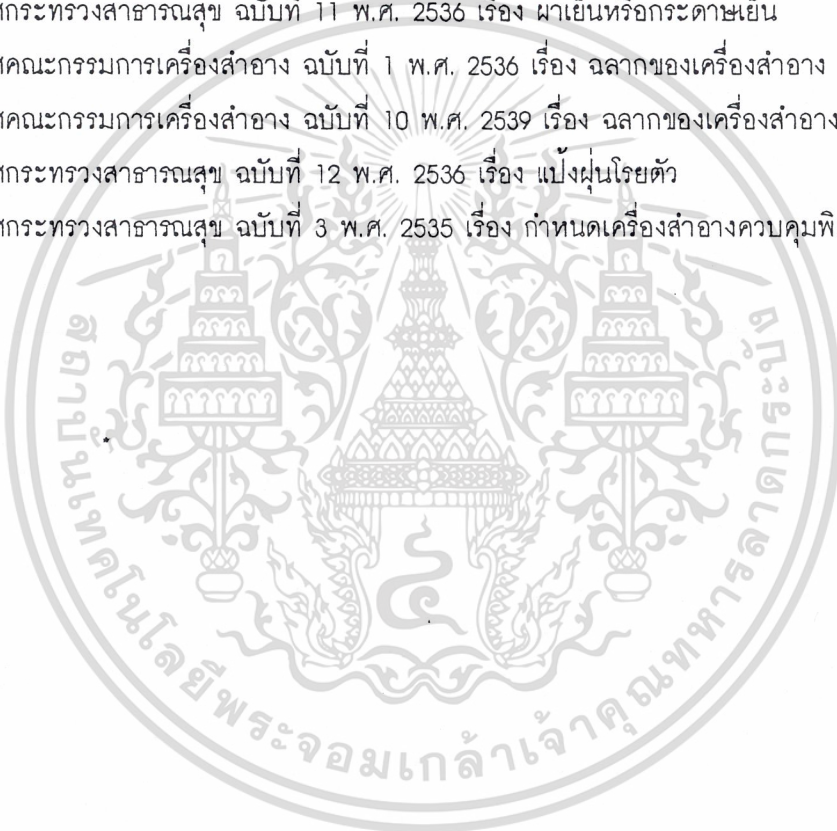 ศกระทรวงสาธารณสุข ฉบับที่ 11 พ.ศ. 2536 เรื่อง ผ้าเย็นหรือกระดาษเย็น
ศคณะกรรมการเครื่องสำอาง ฉบับที่ 1 พ.ศ. 2536 เรื่อง ฉลากของเครื่องสำอาง
ศคณะกรรมการเครื่องสำอาง ฉบับที่ 10 พ.ศ. 2539 เรื่อง ฉลากของเครื่องสำอาง
ศกระทรวงสาธารณสุข ฉบับที่ 12 พ.ศ. 2536 เรื่อง แป้งฝุ่นโรยตัว
ศกระทรวงสาธารณสุข ฉบับที่ 3 พ.ศ. 2535 เรื่อง กำหนดเครื่องสำอางควบคุมพิ
สถาบันเทคโนโลยีพระจอมเกล้าเจ้าคุณทหารลาดกระบัง